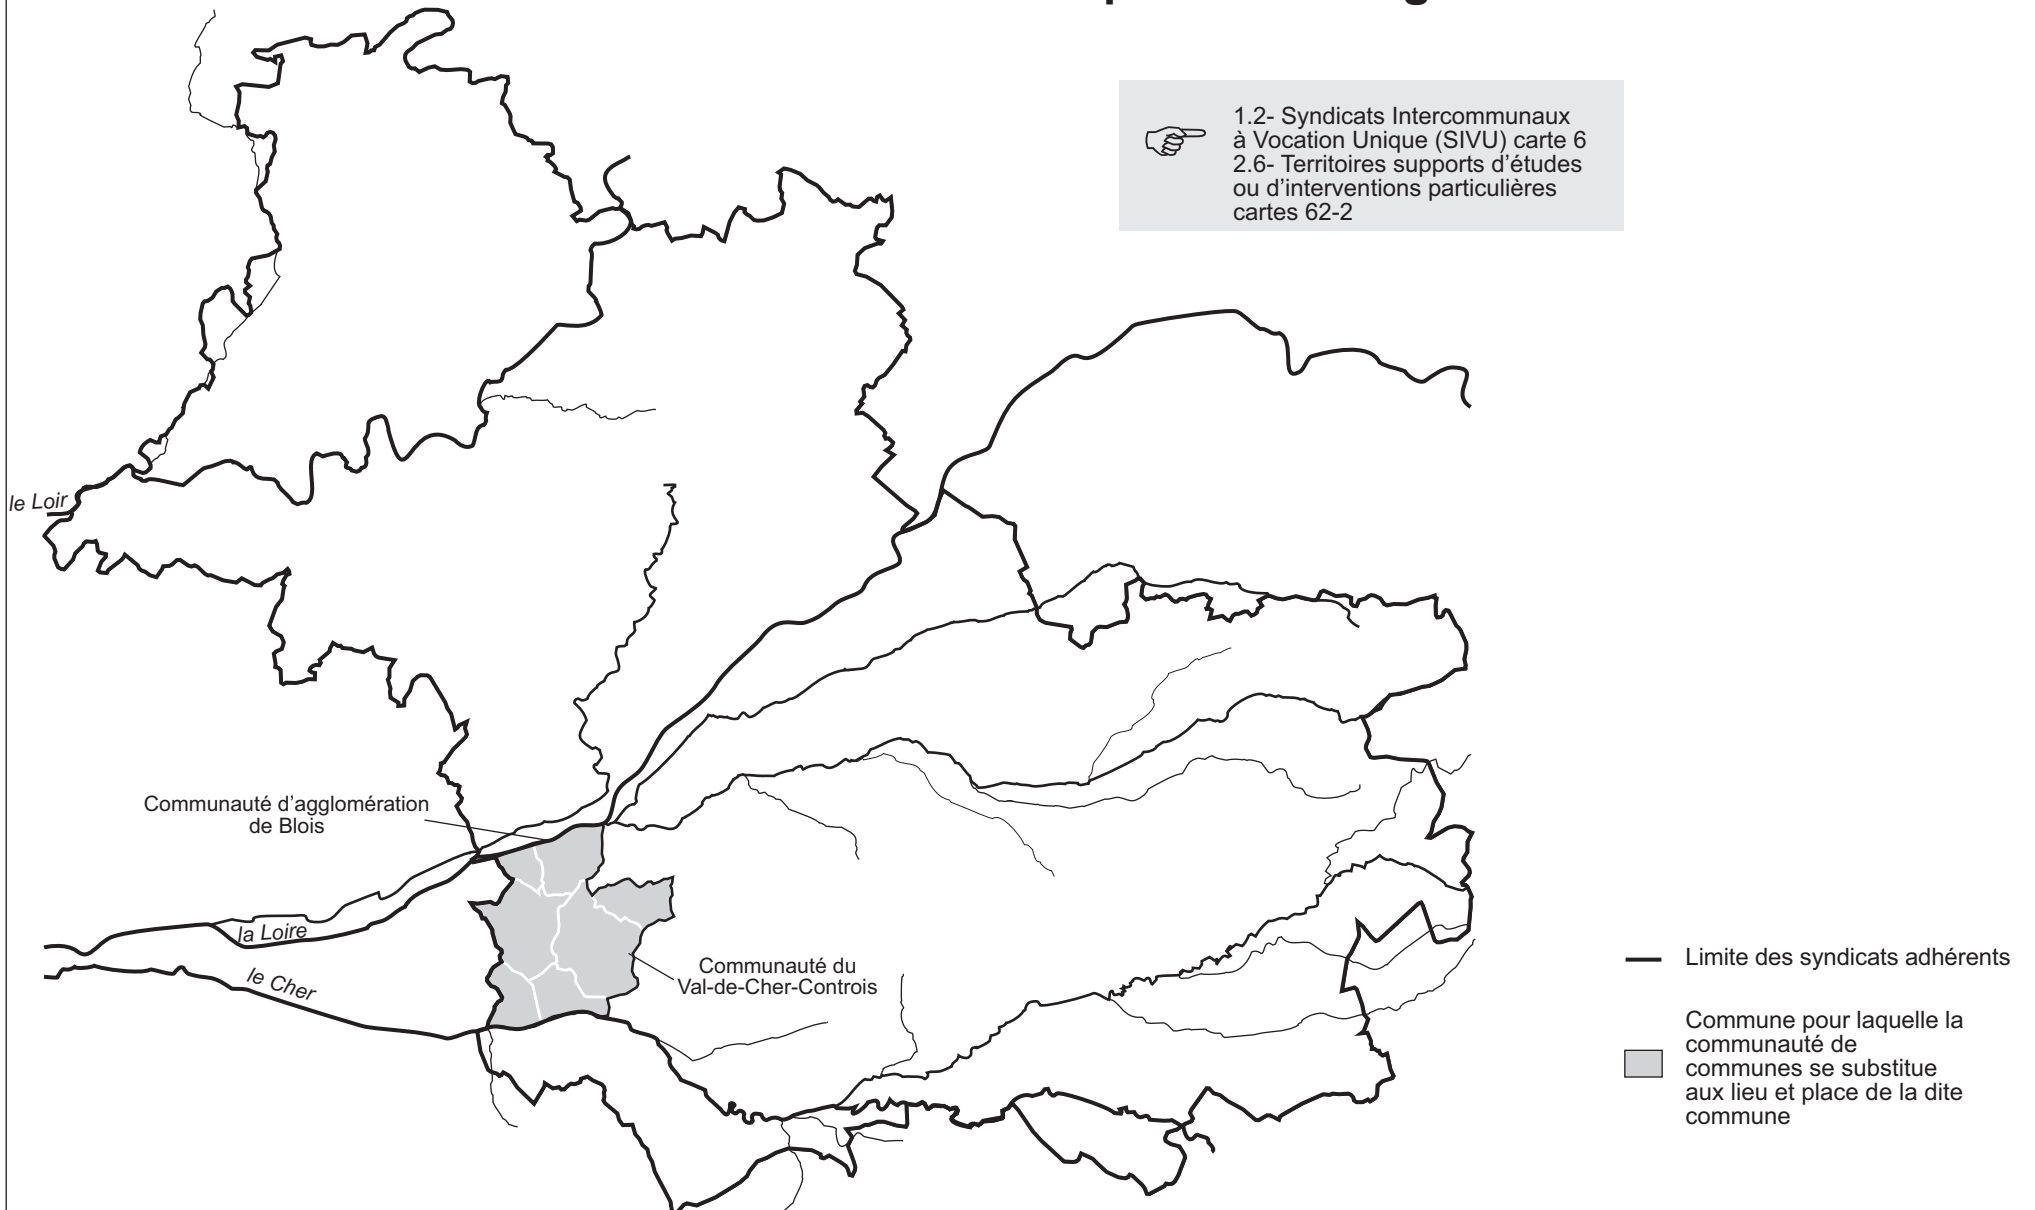 1.2- Syndicats Intercommunaux
à Vocation Unique (SIVU) carte 6
2.6- Territoires supports d’études
ou d’interventions particulières
cartes 62-2
le Loir
Communauté d’agglomération
de Blois
la Loire
le Cher
Communauté du
Val-de-Cher-Controis
Limite des syndicats adhérents
Commune pour laquelle la
communauté de
communes se substitue
aux lieu et place de la dite
commune